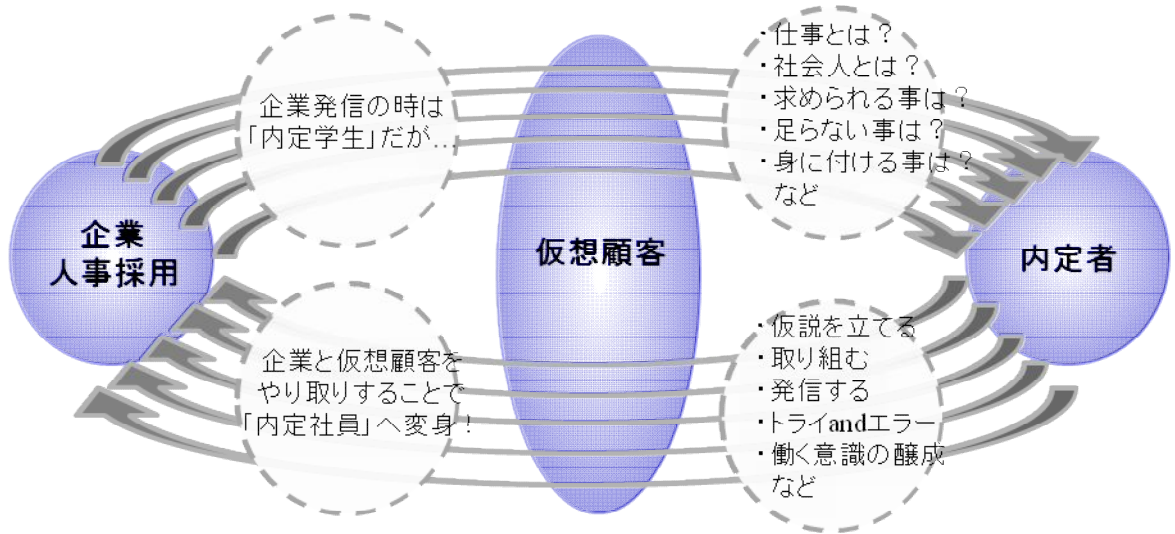 企業発信の時は
「内定学生」だが…
・仕事とは？
・社会人とは？
・求められる事は？
・足らない事は？
・身に付ける事は？
など
企業
人事採用
仮想顧客
内定者
企業と仮想顧客を
やり取りすることで
「内定社員」へ変身！
・仮説を立てる
・取り組む
・発信する
・トライandエラー
・働く意識の醸成
など